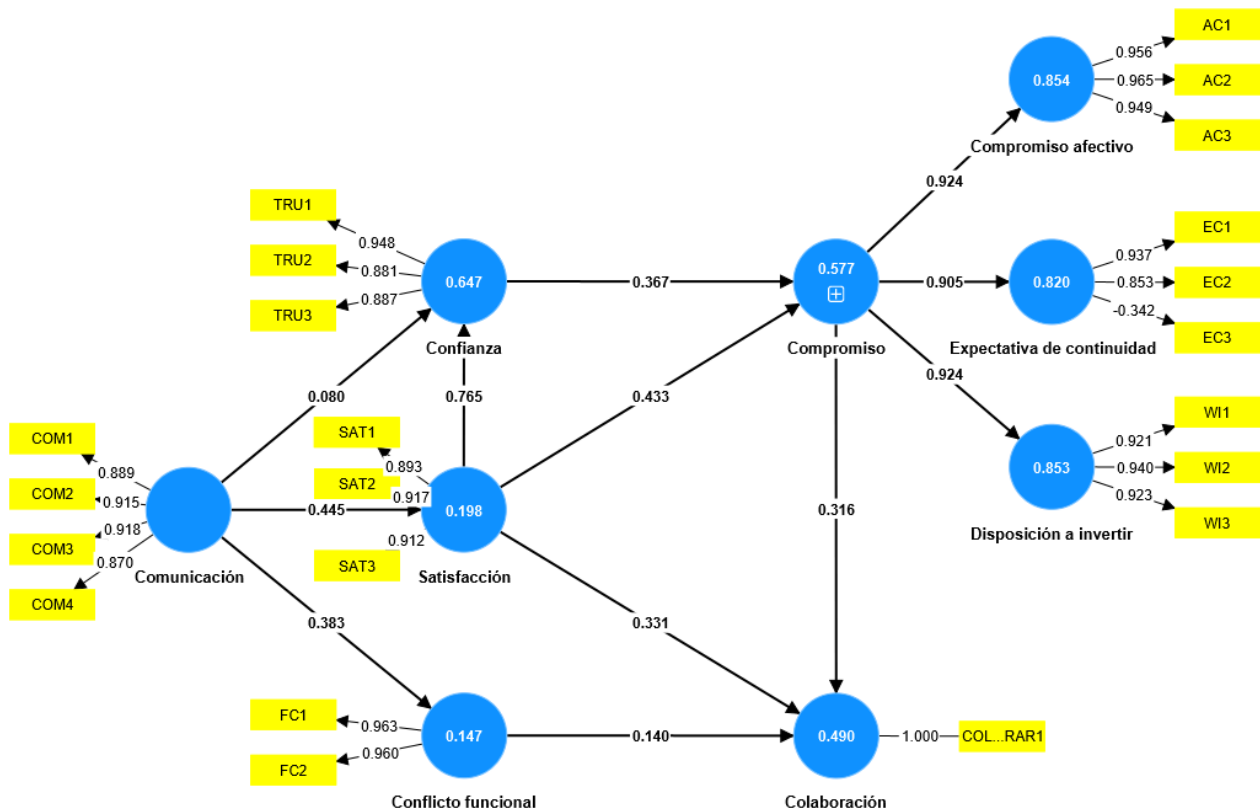 AC1
0.956
0.854
0.965
AC2
0.949
AC3
Compromiso afectivo
0.924
TRU1
0.948
TRU2
0.881
0.887
TRU3
0.647
Confianza
0.367
0.577
Compromiso
0.905
0.820
Expectativa de continuidad
EC1
0.937
0.853
EC2
-0.342
EC3
0.924
0.080
0.765
0.433
COM1
0.889
COM2
0.915
0.918
COM3
0.870
COM4
Comunicación
0.445
SAT1
0.893
SAT2
0.917
0.912
SAT3
0.198
Satisfacción
0.316
WI1
0.921
0.853
0.940
WI2
0.923
WI3
Disposición a invertir
0.383
0.331
FC1
0.963
0.960
FC2
0.147
Conflicto funcional
0.140
0.490
Colaboración
1.000
COL...RAR1